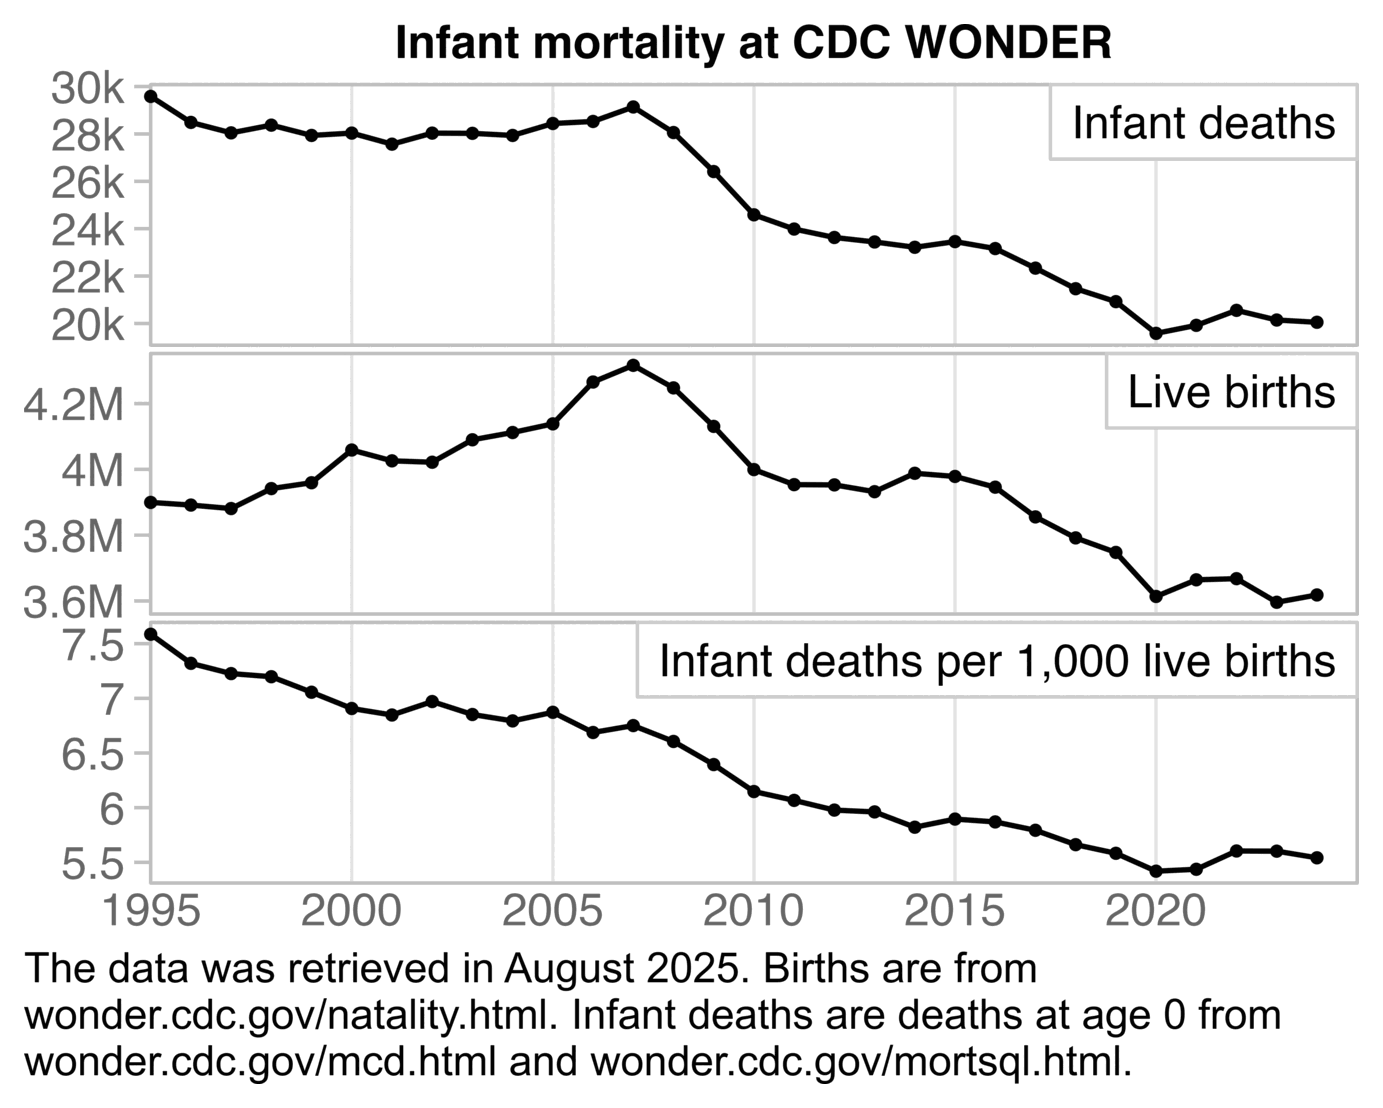 Infant mortality at CDC WONDER
30k
28k
26k
24k
22k
20k
Infant deaths
4.2M
4M
3.8M
3.6M
Live births
7.5
7
6.5
6
5.5
Infant deaths per 1,000 live births
1995 2000 2005 2010 2015 2020
The data was retrieved in August 2025. Births are from
wonder.cdc.gov/natality.html. Infant deaths are deaths at age 0 from
wonder.cdc.gov/mcd.html and wonder.cdc.gov/mortsql.html.